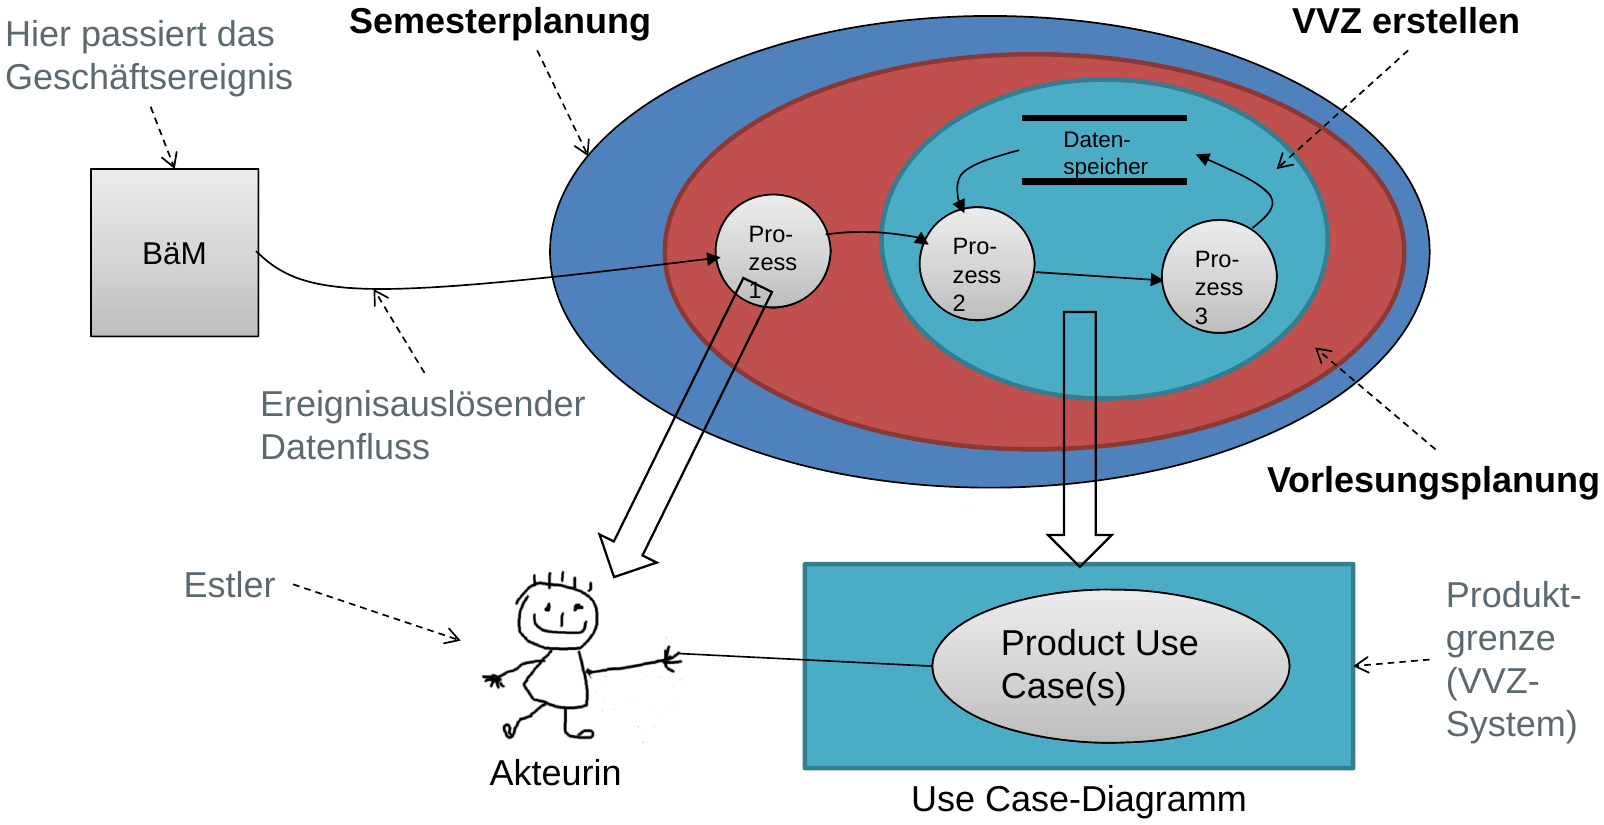 Hier passiert das
Geschäftsereignis
Semesterplanung
VVZ erstellen
Daten-
speicher
BäM
Pro-
zess
1
Pro-
zess
2
Pro-
zess
3
Ereignisauslösender
Datenfluss
Vorlesungsplanung
Estler
Product Use
Case(s)
Produkt-
grenze
(VVZ-
System)
Akteurin
Use Case-Diagramm